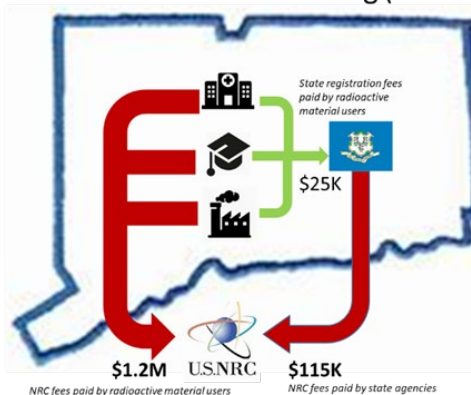 State registration fees
paid by radioactive
material users
$25K
$1.2M
U.S.NRC
$115K
NRC fees paid by radioactive material users
NRC fees paid by state agencies